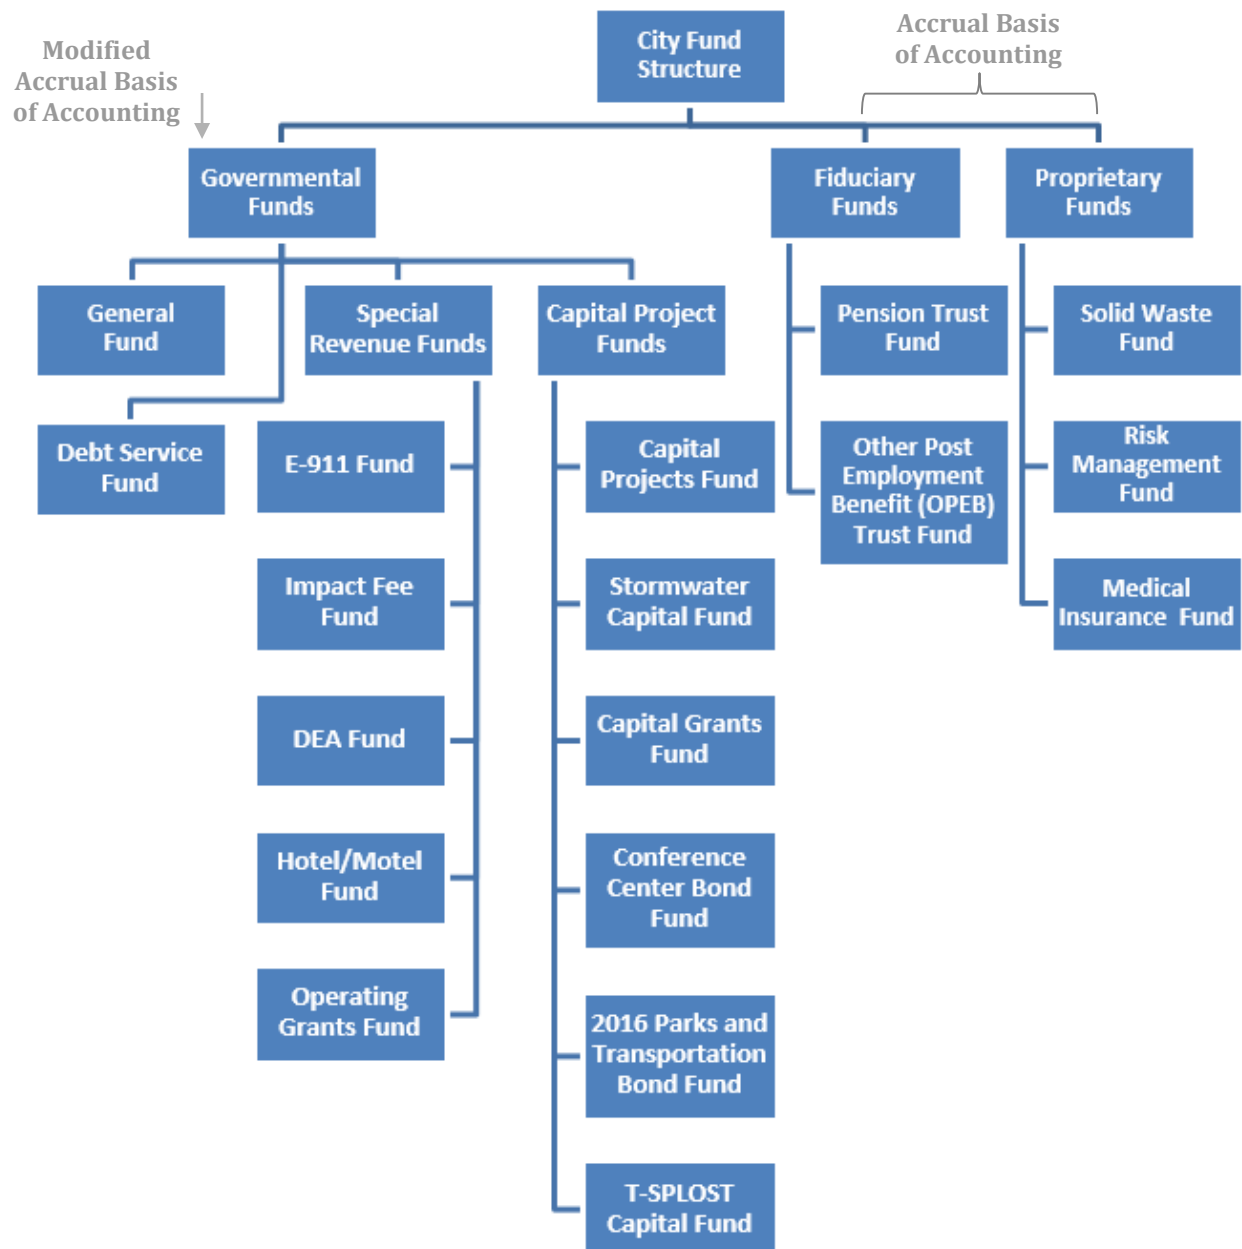 City Fund
Structure
Modified
Accrual Basis
of Accounting
Accrual Basis
of Accounting
Governmental
Funds
Fiduciary
Funds
Proprietary
Funds
General
Fund
Special
Revenue Funds
Capital Project
Funds
Pension Trust
Fund
Solid Waste
Fund
Debt Service
Fund
E-911 Fund
Capital
Projects Fund
Other Post
Employment
Benefit (OPEB)
Trust Fund
Risk
Management
Fund
Impact Fee
Fund
Stormwater
Capital Fund
Medical
Insurance Fund
DEA Fund
Capital Grants
Fund
Hotel/Motel
Fund
Conference
Center Bond
Fund
Operating
Grants Fund
2016 Parks and
Transportation
Bond Fund
T-SPLOST
Capital Fund